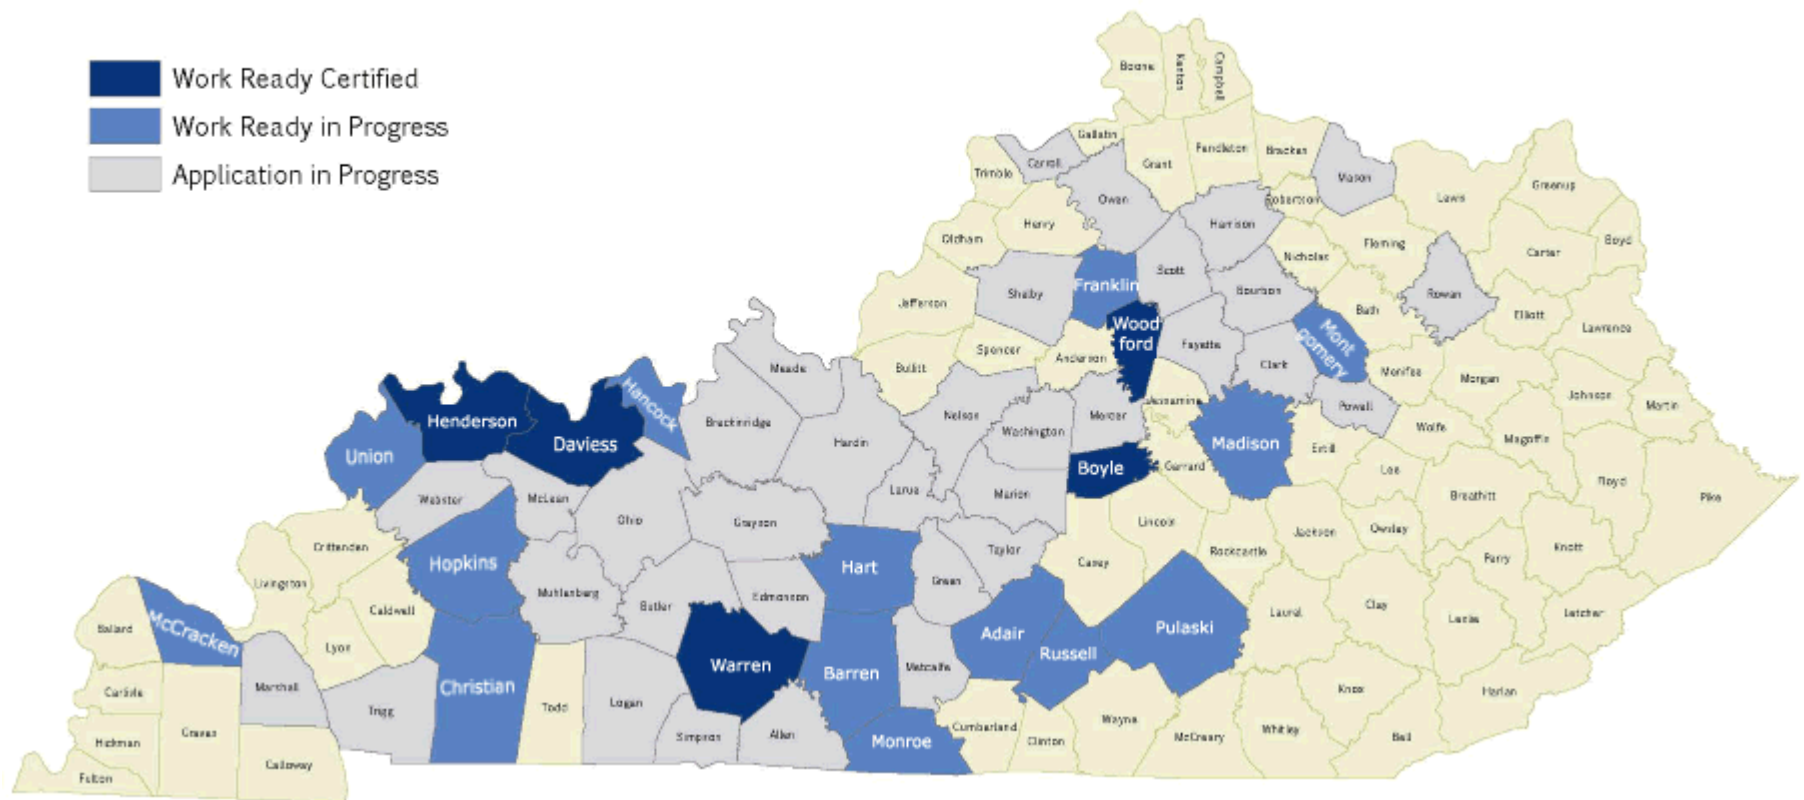 Work Ready Certified
Work Ready in Progress
Application in Progress
Boone
Kenton
Campbell
Gallatin
Carroll
Trimble
Grant
Pendleton
Bracken
Mason
Owen
Robertson
Lewis
Greenup
Henry
Harrison
Oldham
Fleming
Carter
Boyd
Nicholas
Scott
Franklin
Shelby
Bourbon
Rowan
Jefferson
Bath
Elliott
Lawrence
Wood
ford
Fayette
Mont
gomery
Spencer
Anderson
Bullitt
Clark
Menifee
Morgan
Meade
Johnson
Martin
Hancock
Jessamine
Powell
Nelson
Mercer
Breckinridge
Henderson
Daviess
Hardin
Washington
Madison
Wolfe
Magoffin
Estill
Union
Boyle
Garrard
Lee
Floyd
Pike
Webster
McLean
Larue
Marion
Breathitt
Ohio
Grayson
Lincoln
Jackson
Owsley
Crittenden
Hopkins
Hart
Taylor
Casey
Rockcastle
Perry
Knott
Livingston
Muhlenberg
Edmonson
Green
Butler
Caldwell
Laurel
Clay
Leslie
Letcher
Ballard
McCracken
Lyon
Adair
Russell
Pulaski
Warren
Barren
Metcalfe
Carlisle
Marshall
Christian
Trigg
Todd
Logan
Knox
Harlan
Graves
Hickman
Simpson
Allen
Monroe
Cumberland
Clinton
Wayne
McCreary
Whitley
Bell
Fulton
Calloway